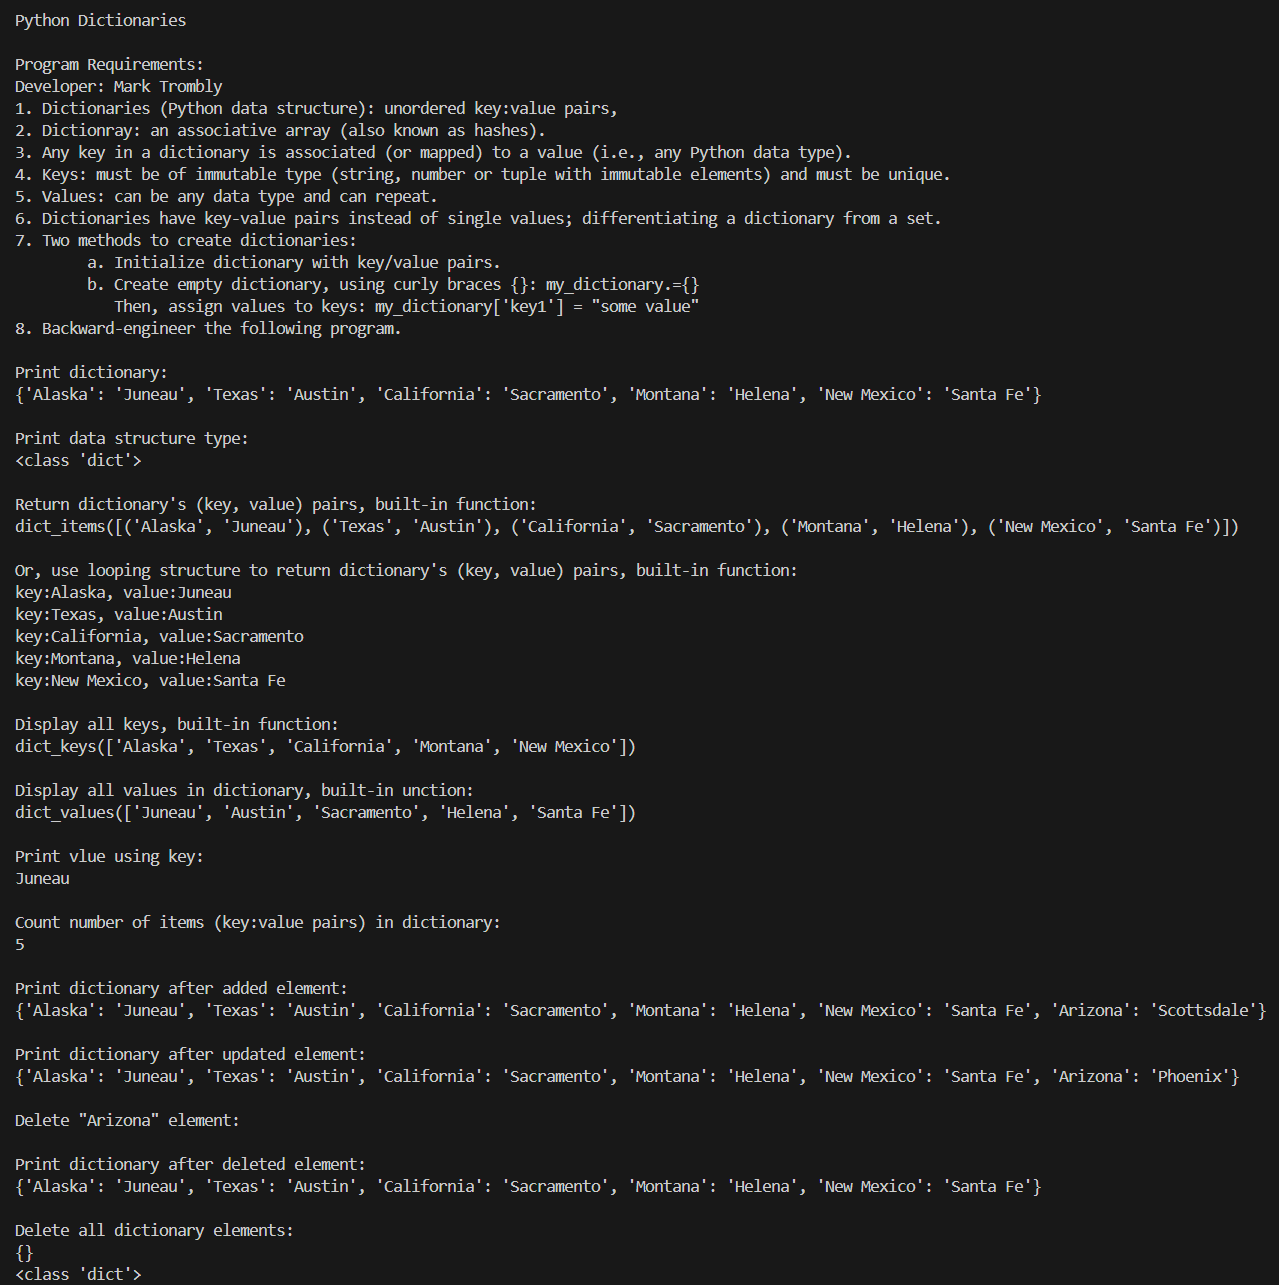 Python Dictionaries
Program Requirements:
Developer: Mark Trombly
1. Dictionaries (Python data structure): unordered key:value pairs,
2. Dictionray: an associative array (also known as hashes).
3. Any key in a dictionary is associated (or mapped) to a value (i.e., any Python data type).
4. Keys: must be of immutable type (string, number or tuple with immutable elements) and must be unique.
5. Values: can be any data type and can repeat.
6. Dictionaries have key-value pairs instead of single values; differentiating a dictionary from a set.
7. Two methods to create dictionaries:
a. Initialize dictionary with key/value pairs.
b. Create empty dictionary, using curly braces {}: my_dictionary.={}
Then, assign values to keys: my_dictionary['key1'] = "some value"
8. Backward-engineer the following program.
Print dictionary:
{'Alaska': 'Juneau', 'Texas': 'Austin', 'California': 'Sacramento', 'Montana': 'Helena', 'New Mexico': 'Santa Fe'}
Print data structure type:
<class 'dict'>
Return dictionary's (key, value) pairs, built-in function:
dict_items([('Alaska', 'Juneau'), ('Texas', 'Austin'), ('California', 'Sacramento'), ('Montana', 'Helena'), ('New Mexico', 'Santa Fe')])
Or, use looping structure to return dictionary's (key, value) pairs, built-in function:
key:Alaska, value:Juneau
key:Texas, value:Austin
key:California, value:Sacramento
key:Montana, value:Helena
key:New Mexico, value:Santa Fe
Display all keys, built-in function:
dict_keys(['Alaska', 'Texas', 'California', 'Montana', 'New Mexico'])
Display all values in dictionary, built-in unction:
dict_values(['Juneau', 'Austin', 'Sacramento', 'Helena', 'Santa Fe'])
Print vlue using key:
Juneau
Count number of items (key:value pairs) in dictionary:
5
Print dictionary after added element:
{'Alaska': 'Juneau', 'Texas': 'Austin', 'California': 'Sacramento', 'Montana': 'Helena', 'New Mexico': 'Santa Fe', 'Arizona': 'Scottsdale'}
Print dictionary after updated element:
{'Alaska': 'Juneau', 'Texas': 'Austin', 'California': 'Sacramento', 'Montana': 'Helena', 'New Mexico': 'Santa Fe', 'Arizona': 'Phoenix'}
Delete "Arizona" element:
Print dictionary after deleted element:
{'Alaska': 'Juneau', 'Texas': 'Austin', 'California': 'Sacramento', 'Montana': 'Helena', 'New Mexico': 'Santa Fe'}
Delete all dictionary elements:
{}
<class 'dict'>